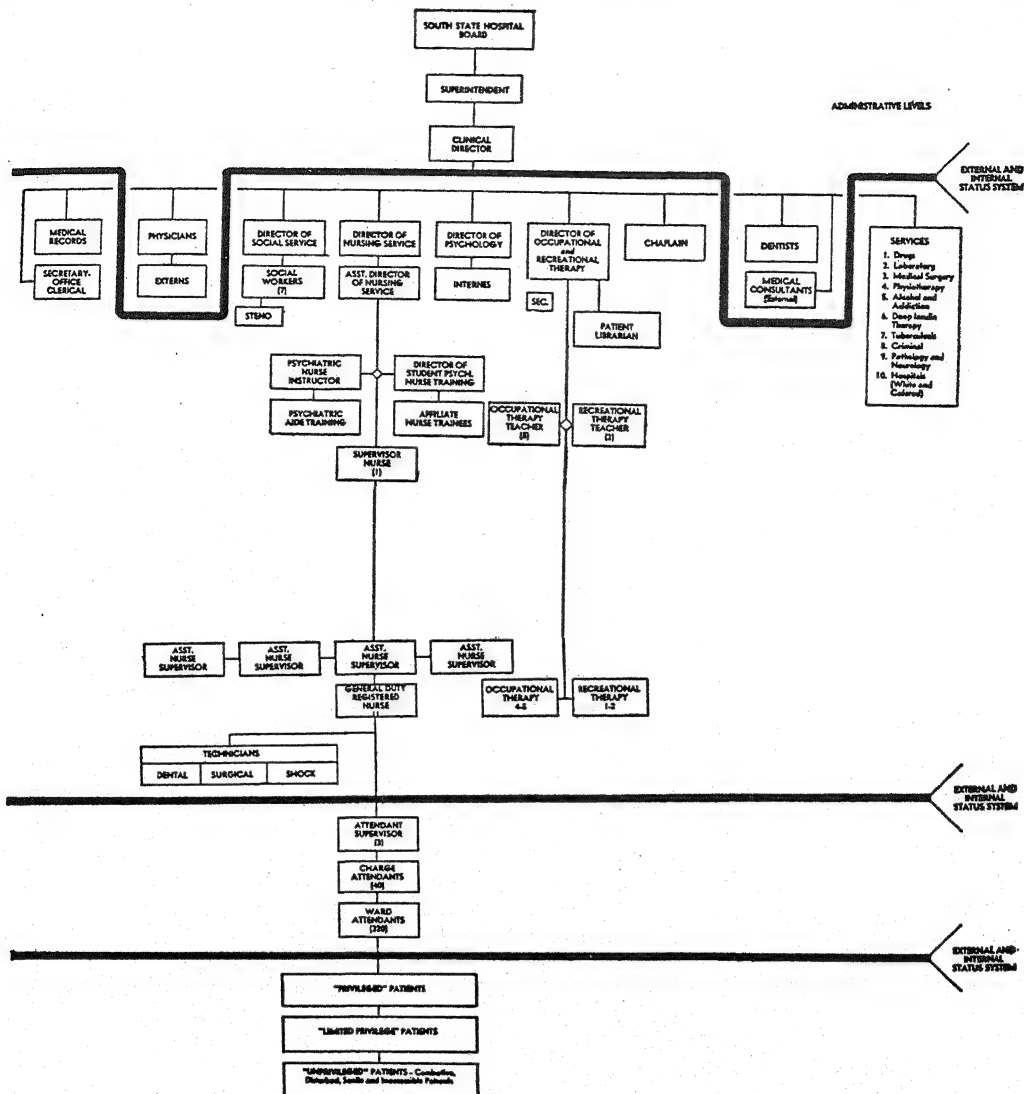 SOUTH STATE HOSPITAL
BOARD
SUPERINTENDENT
ADMINISTRATIVE LEVELS
CLINICAL
DIRECTOR
EXTERNAL AND
INTERNAL
STATUS SYSTEM
MEDICAL
RECORDS
SECRETARY-
OFFICE
CLERICAL
PHYSICIANS
EXTERNS
DIRECTOR OF
SOCIAL SERVICE
SOCIAL
WORKERS
[7]
STENO
DIRECTOR OF
NURSING SERVICE
ASST. DIRECTOR
OF NURSING
SERVICE
DIRECTOR OF
PSYCHOLOGY
INTERNES
DIRECTOR OF
OCCUPATIONAL
and
RECREATIONAL
THERAPY
SEC.
PATIENT
LIBRARIAN
CHAPLAIN
DENTISTS
MEDICAL
CONSULTANTS
(External)
SERVICES
1. Drugs
2. Laboratory
3. Medical Surgery
4. Physiotherapy
5. Alcohol and
Addiction
6. Deep Insulin
Therapy
7. Tuberculosis
8. Criminal
9. Pathology and
Neurology
10. Hospitals
(White and
Colored)
PSYCHIATRIC
NURSE
INSTRUCTOR
DIRECTOR OF
STUDENT PSYCH.
NURSE TRAINING
PSYCHIATRIC
AIDE TRAINING
AFFILIATE
NURSE TRAINEES
OCCUPATIONAL
THERAPY
TEACHER
[5]
RECREATIONAL
THERAPY
TEACHER
[2]
SUPERVISOR
NURSE
[1]
ASST.
NURSE
SUPERVISOR
ASST.
NURSE
SUPERVISOR
ASST.
NURSE
SUPERVISOR
ASST.
NURSE
SUPERVISOR
GENERAL DUTY
REGISTERED
NURSE
OCCUPATIONAL
THERAPY
RECREATIONAL
THERAPY
1-2
TECHNICIANS
DENTAL SURGICAL SHOCK
EXTERNAL AND
INTERNAL
STATUS SYSTEM
ATTENDANT
SUPERVISOR
[3]
CHARGE
ATTENDANTS
[40]
WARD
ATTENDANTS
[220]
EXTERNAL AND
INTERNAL
STATUS SYSTEM
"PRIVILEGED" PATIENTS
"LIMITED PRIVILEGE" PATIENTS
"UNPRIVILEGED" PATIENTS - Combative,
Disturbed, Senile and Inaccessible Patients